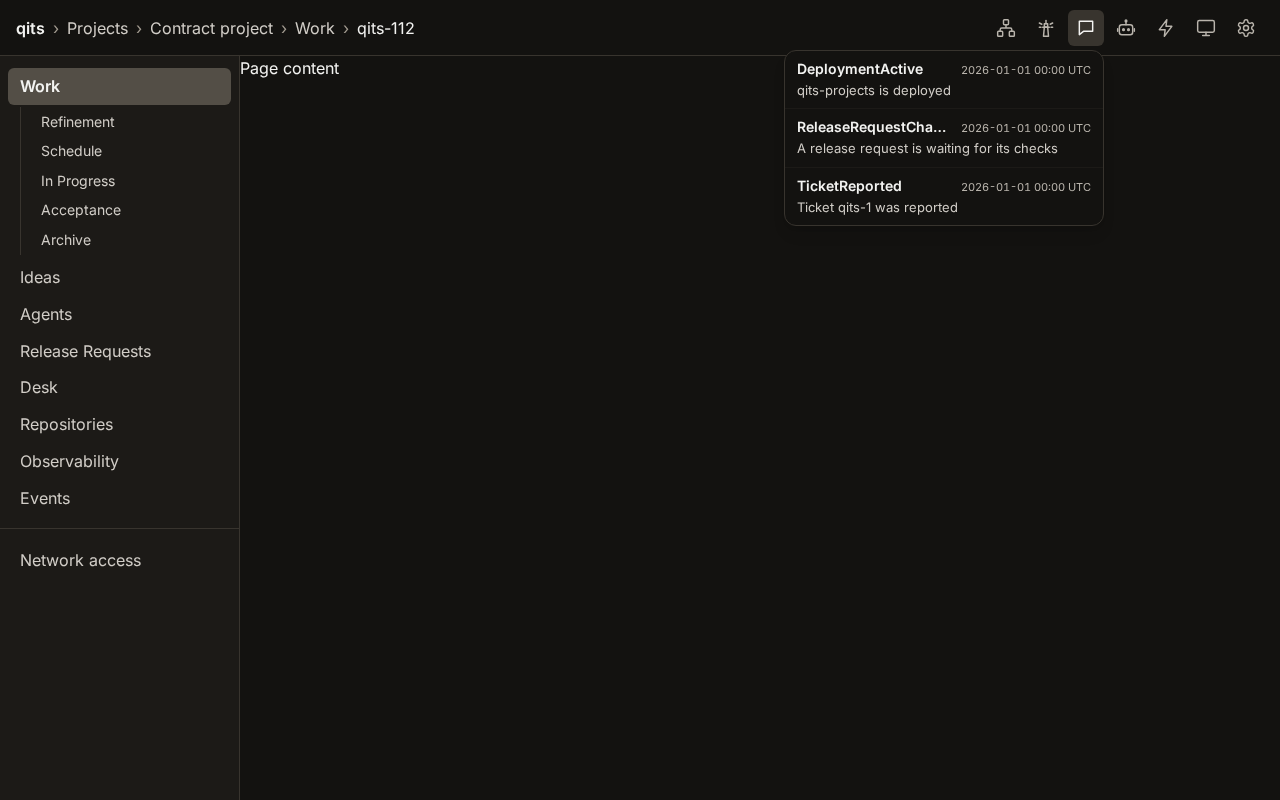 qits › Projects › Contract project › Work › qits-112
Work
Refinement
Schedule
In Progress
Acceptance
Archive
Ideas
Agents
Release Requests
Desk
Repositories
Observability
Events
Network access
Page content
DeploymentActive 2026-01-01 00:00 UTC
qits-projects is deployed
ReleaseRequestCha... 2026-01-01 00:00 UTC
A release request is waiting for its checks
TicketReported 2026-01-01 00:00 UTC
Ticket qits-1 was reported